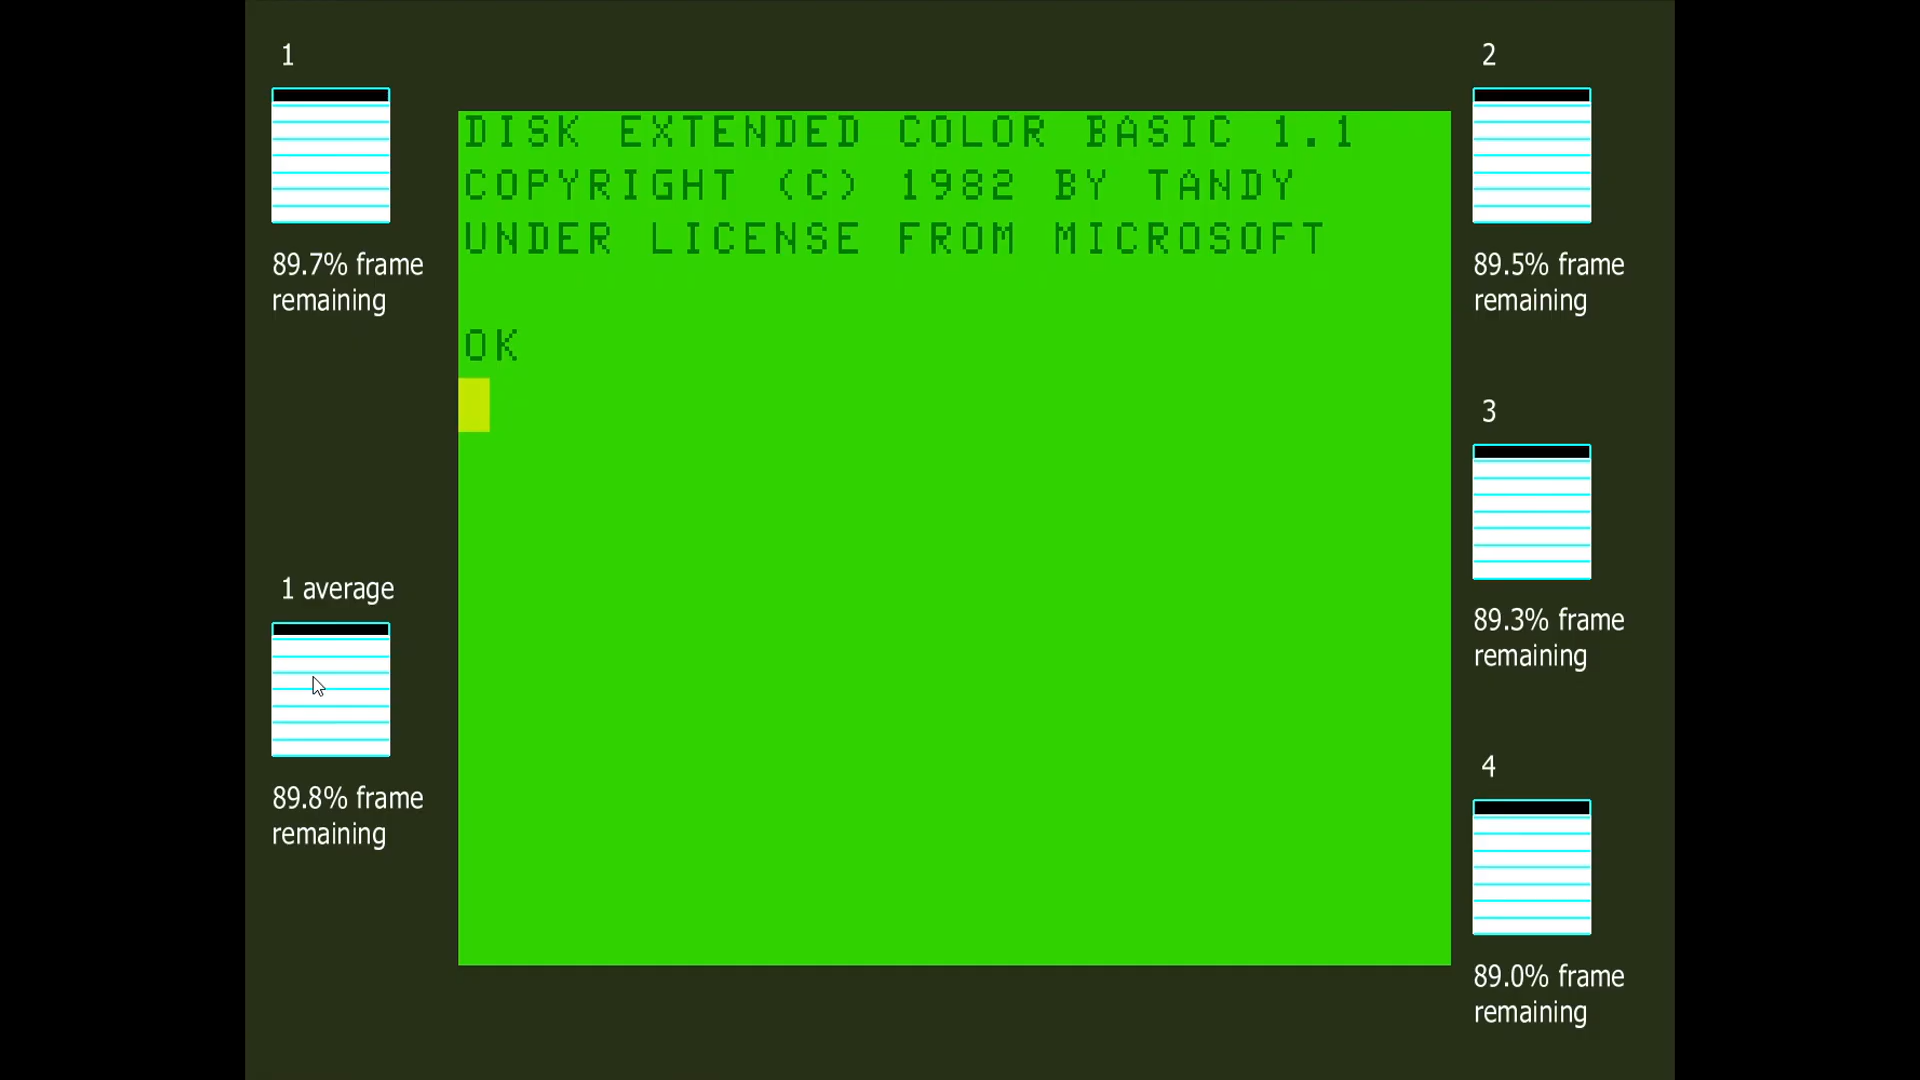 1
89.7% frame
remaining
1 average
89.8% frame
remaining
DISK EXTENDED COLOR BASIC 1.1
COPYRIGHT (C) 1982 BY TANDY
UNDER LICENSE FROM MICROSOFT
OK
2
89.5% frame
remaining
3
89.3% frame
remaining
4
89.0% frame
remaining